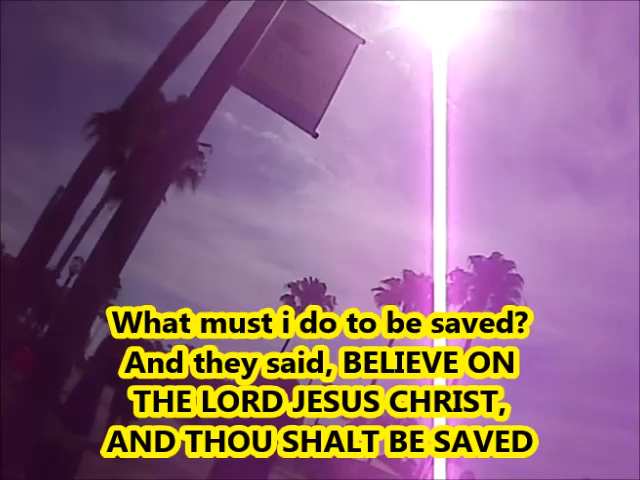 What must i do to be saved?
And they said, BELIEVE ON
THE LORD JESUS CHRIST,
AND THOU SHALT BE SAVED